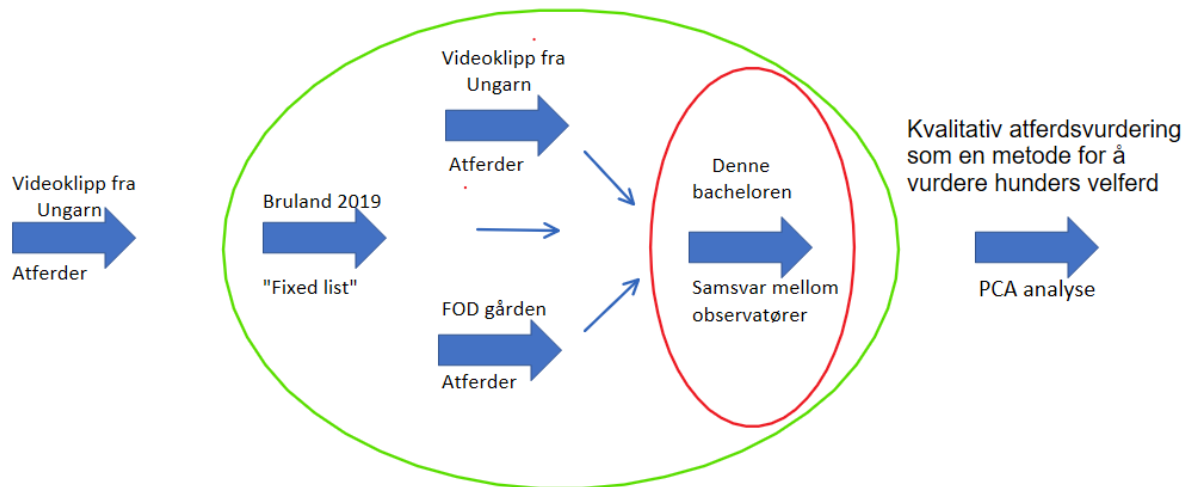 Videoklipp fra
Ungarn
Atferder
Bruland 2019
"Fixed list"
Videoklipp fra
Ungarn
Atferder
FOD gården
Atferder
Denne
bacheloren
Samsvar mellom
observatører
Kvalitativ atferdsvurdering
som en metode for å
vurdere hunders velferd
PCA analyse